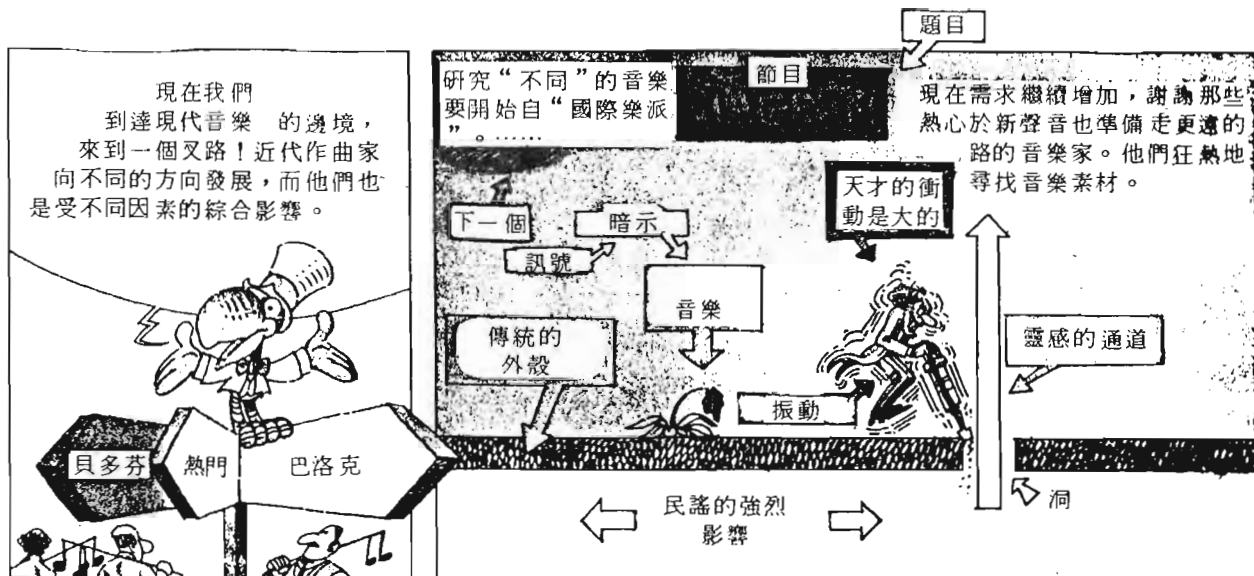 現在我們
到達現代音樂 的邊境，
來到一個叉路！近代作曲家
向不同的方向發展，而他們也
是受不同因素的綜合影響。
貝多芬
熱門
巴洛克
題目
研究“不同”的音樂
要開始自“國際樂派
”。……
節目
現在需求繼續增加，謝謝那些
熱心於新聲音也準備走更遠的
路的音樂家。他們狂熱地
尋找音樂素材。
天才的衝
動是大的
下一個
暗示
訊號
音樂
傳統的
外殼
振動
靈感的通道
民謠的強烈
影響
洞